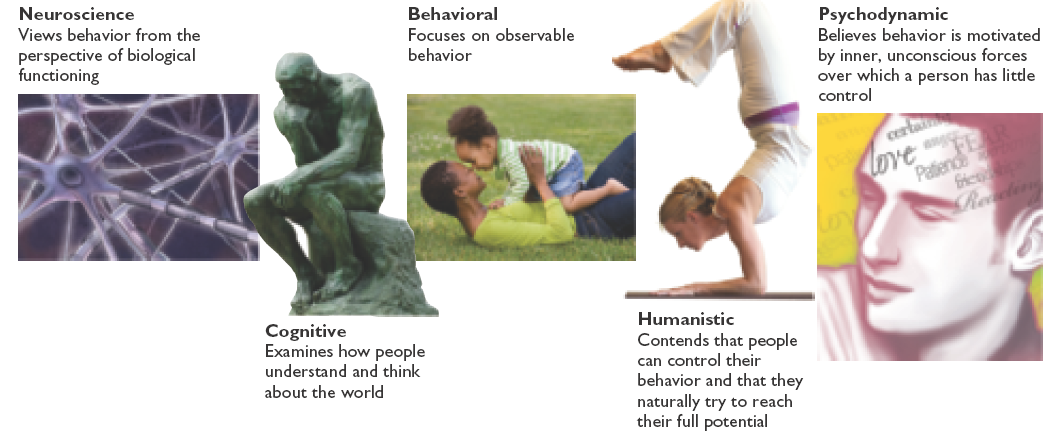 Neuroscience
Views behavior from the
perspective of biological
functioning
Cognitive
Examines how people
understand and think
about the world
Behavioral
Focuses on observable
behavior
Humanistic
Contends that people
can control their
behavior and that they
naturally try to reach
their full potential
Psychodynamic
Believes behavior is motivated
by inner, unconscious forces
over which a person has little
control
love
FEAR
Patience
friendship
Reading